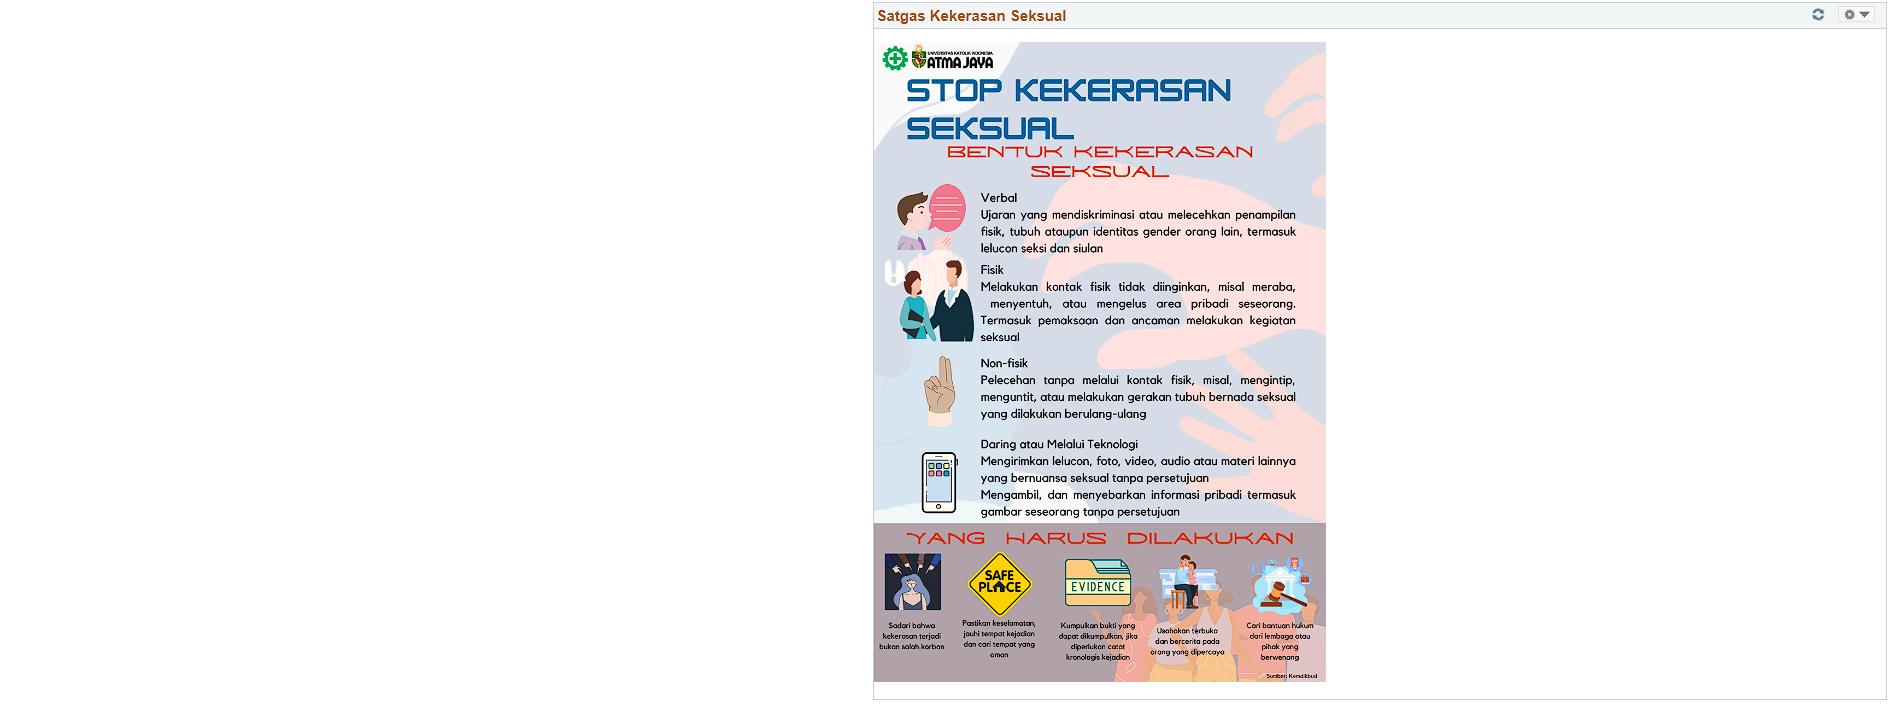 Satgas Kekerasan Seksual
UNIVERSITAS KATOLIK INDONESIA
ATMA JAYA
STOP KEKERASAN
SEKSUAL
BENTUK KEKERASAN
SEKSUAL
Verbal
Ujaran yang mendiskriminasi atau melecehkan penampilan
fisik, tubuh ataupun identitas gender orang lain, termasuk
lelucon seksi dan siulan
Fisik
Melakukan kontak fisik tidak diinginkan, misal meraba,
menyentuh, atau mengelus area pribadi seseorang.
Termasuk pemaksaan dan ancaman melakukan kegiatan
seksual
Non-fisik
Pelecehan tanpa melalui kontak fisik, misal, mengintip,
menguntit, atau melakukan gerakan tubuh bernada seksual
yang dilakukan berulang-ulang
Daring atau Melalui Teknologi
Mengirimkan lelucon, foto, video, audio atau materi lainnya
yang bernuansa seksual tanpa persetujuan
Mengambil, dan menyebarkan informasi pribadi termasuk
gambar seseorang tanpa persetujuan
YANG HARUS DILAKUKAN
Sadari bahwa
kekerasan terjadi
bukan salah korban
SAFE
PLACE
Pastikan keselamatan,
jauhi tempat kejadian
dan cari tempat yang
aman
EVIDENCE
Kumpulkan bukti yang
dapat dikumpulkan, jika
diperlukan catat
kronologis kejadian
Usahakan terbuka
dan bercerita pada
orang yang dipercaya
Cari bantuan hukum
dari lembaga atau
pihak yang
berwenang
Sumber: Kemdikbud